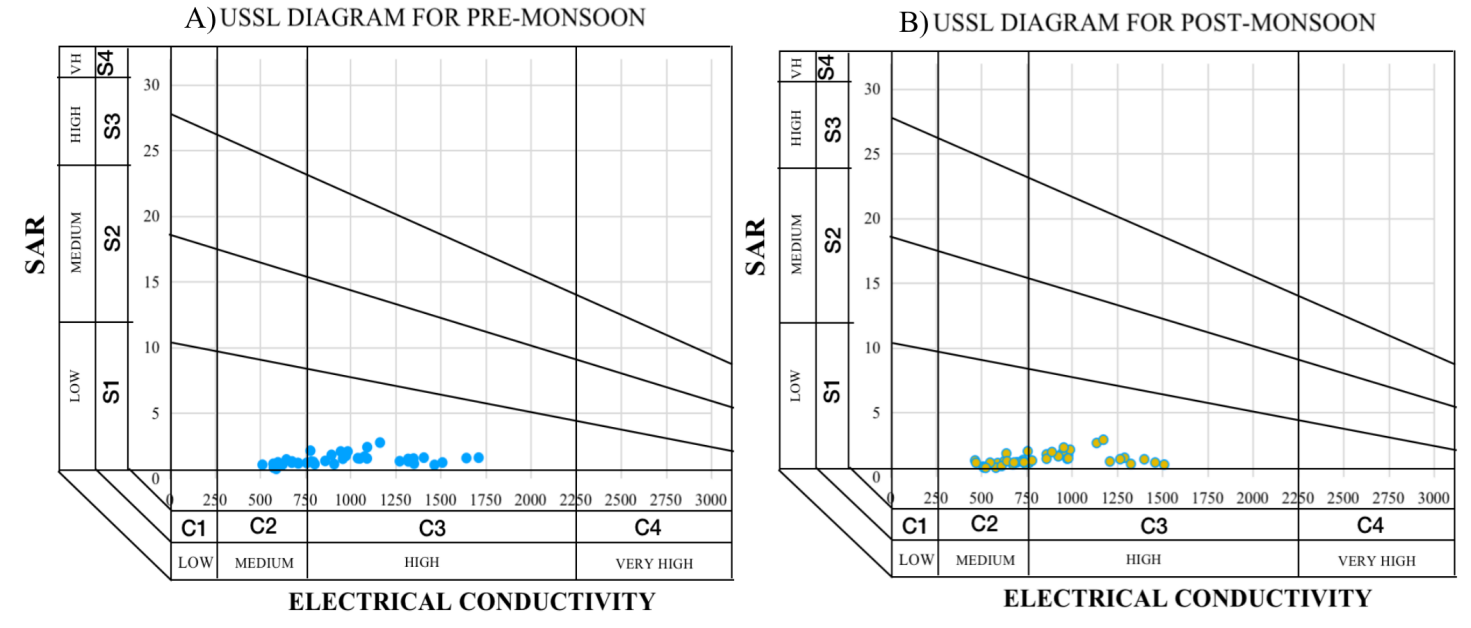 A) USSL DIAGRAM FOR PRE-MONSOON
VH
S4
HIGH
S3
MEDIUM
S2
LOW
S1
SAR
30
25
20
15
10
5
0
0 250 500 750 1000 1250 1500 1750 2000 2250 2500 2750 3000
C1 C2 C3 C4
LOW MEDIUM HIGH VERY HIGH
ELECTRICAL CONDUCTIVITY
B) USSL DIAGRAM FOR POST-MONSOON
VH
S4
HIGH
S3
MEDIUM
S2
LOW
S1
SAR
30
25
20
15
10
5
0
0 250 500 750 1000 1250 1500 1750 2000 2250 2500 2750 3000
C1 C2 C3 C4
LOW MEDIUM HIGH VERY HIGH
ELECTRICAL CONDUCTIVITY